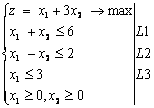 z = x₁ + 3x₂ → max
x₁ + x₂ ≤ 6 L1
x₁ - x₂ ≤ 2 L2
x₁ ≤ 3 L3
x₁ ≥ 0, x₂ ≥ 0